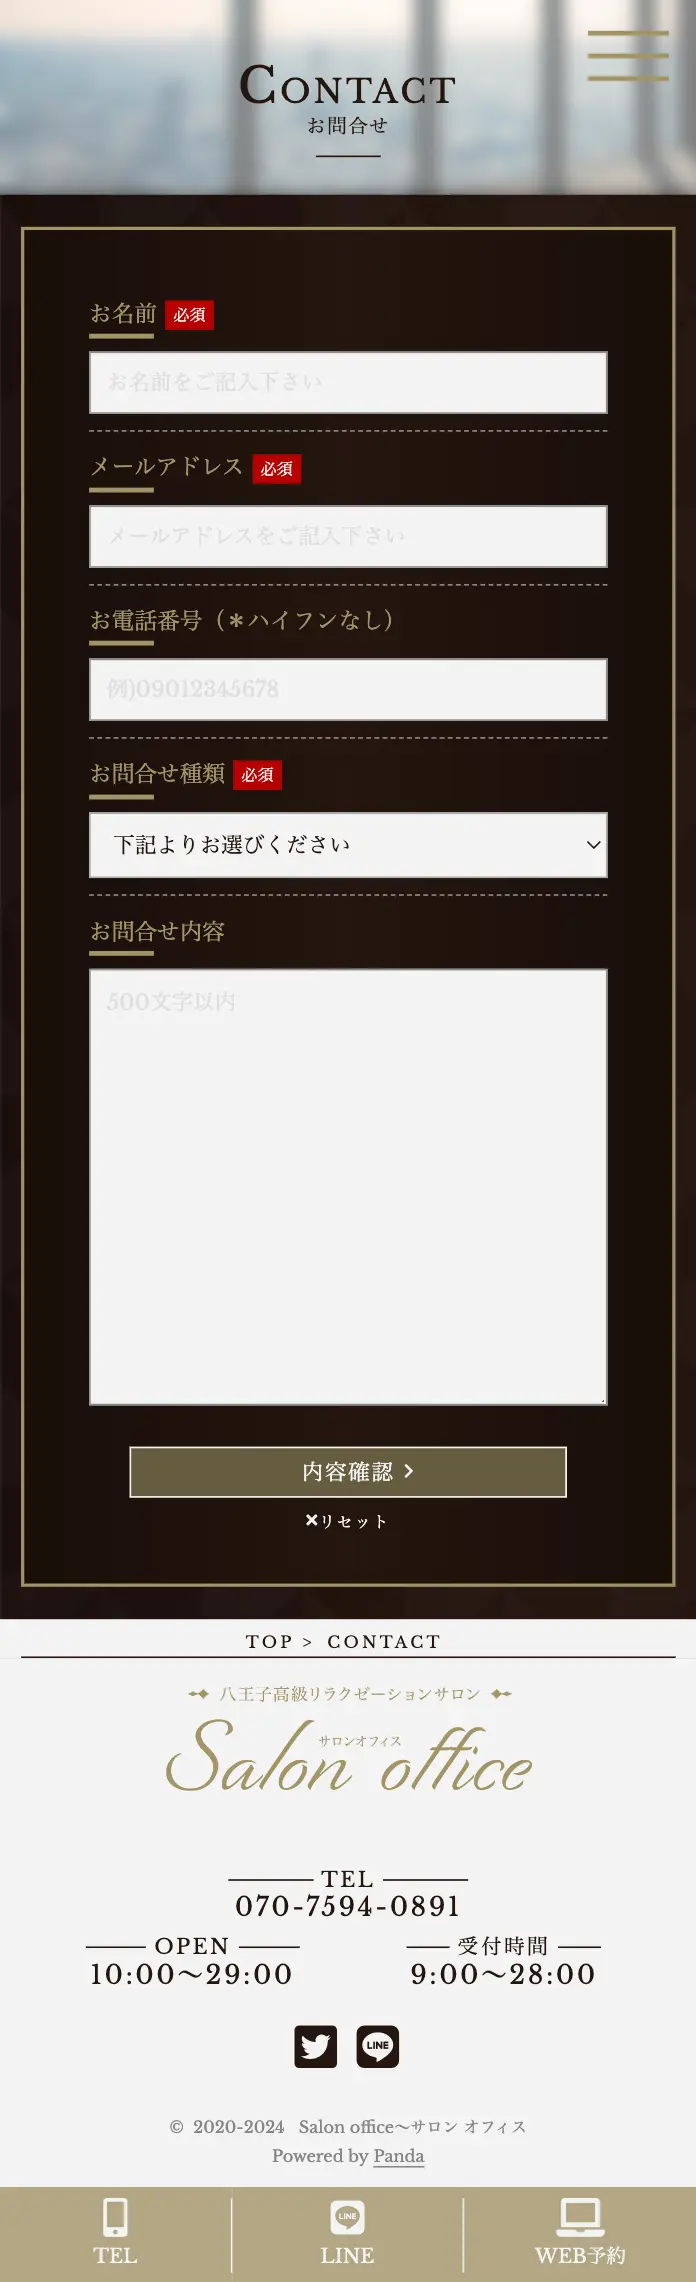 CONTACT
お問合せ
お名前 必須
お名前をご記入下さい
メールアドレス 必須
メールアドレスをご記入下さい
お電話番号（＊ハイフンなし）
例)09012345678
お問合せ種類 必須
下記よりお選びください
お問合せ内容
500文字以内
内容確認
×リセット
TOP > CONTACT
八王子高級リラクゼーションサロン
サロンオフィス
Salon office
TEL
070-7594-0891
OPEN
10:00〜29:00
受付時間
9:00〜28:00
LINE
© 2020-2024 Salon office〜サロン オフィス
Powered by Panda
LINE
TEL
LINE
WEB予約